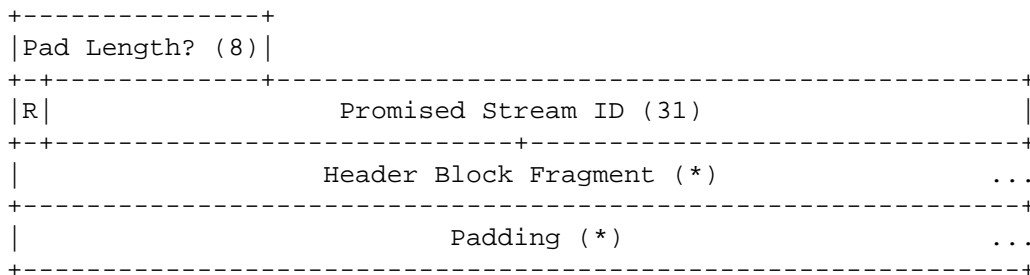 +---------------+
|Pad Length? (8)|
+-+-------------+-----------------------------------------------+
|R|                  Promised Stream ID (31)                    |
+-+-----------------------------+-------------------------------+
|                   Header Block Fragment (*)                 ...
+---------------------------------------------------------------+
|                           Padding (*)                       ...
+---------------------------------------------------------------+